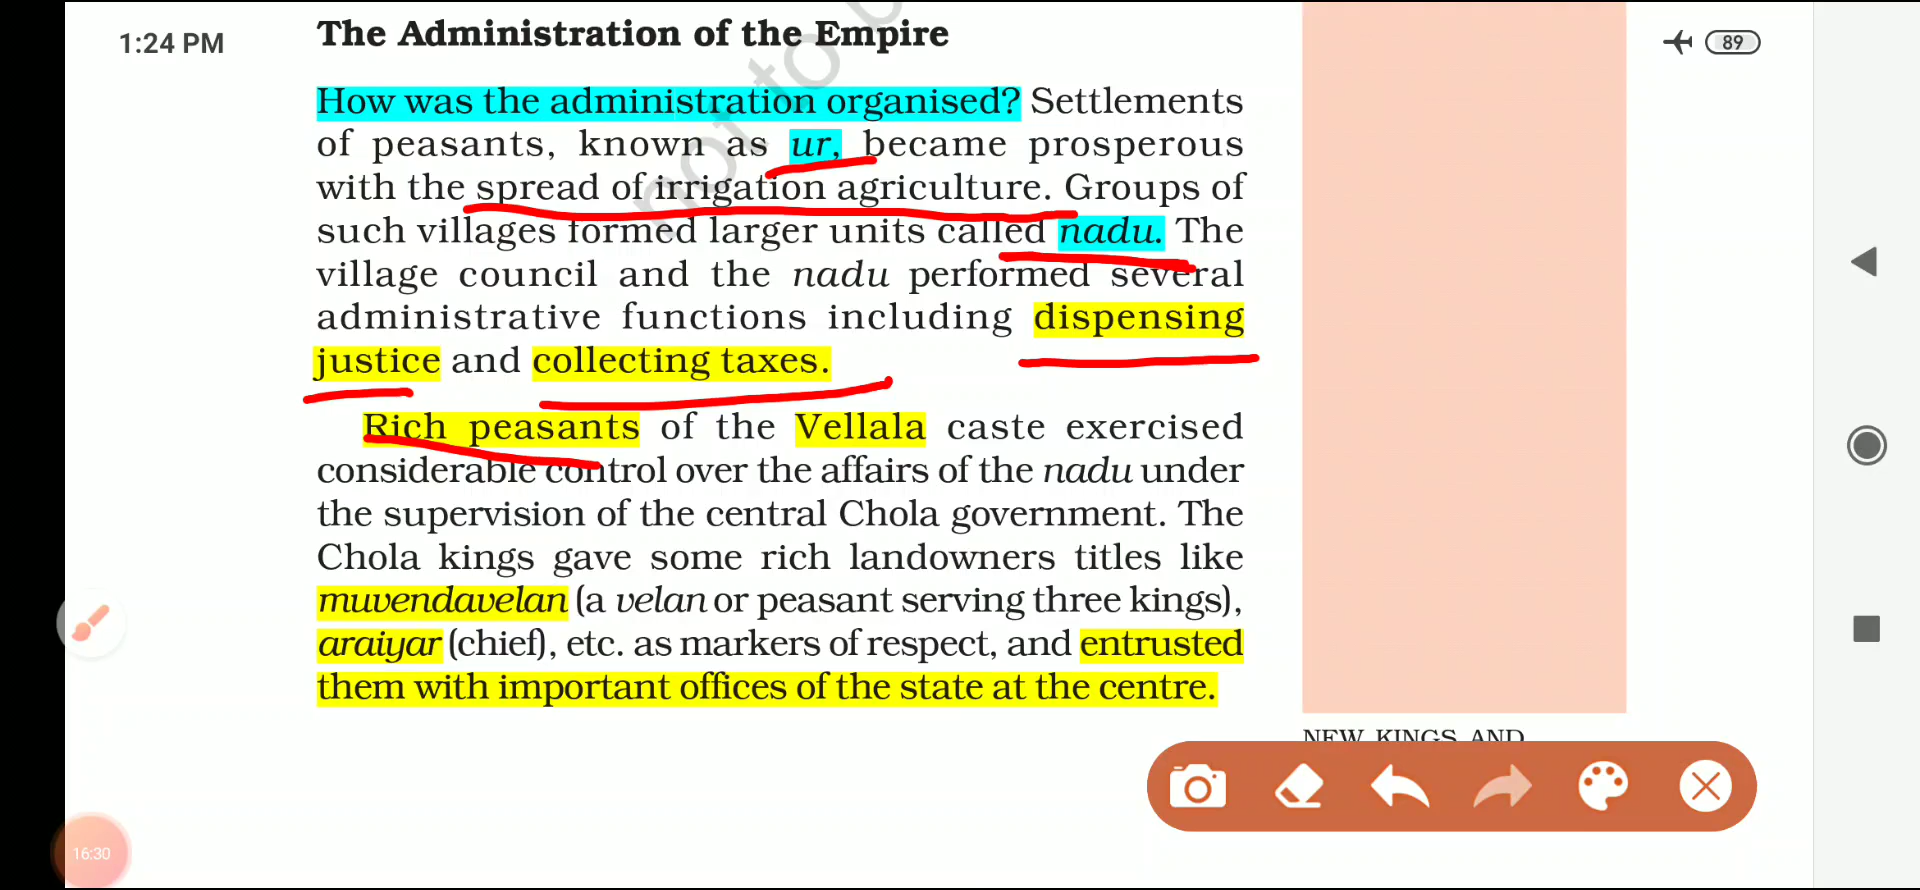 1:24 PM
The Administration of the Empire
89
How was the administration organised? Settlements
of peasants, known as ur, became prosperous
with the spread of irrigation agriculture. Groups of
such villages formed larger units called nadu. The
village council and the nadu performed several
administrative functions including dispensing
justice and collecting taxes.
Rich peasants of the Vellala caste exercised
considerable control over the affairs of the nadu under
the supervision of the central Chola government. The
Chola kings gave some rich landowners titles like
muvendavelan (a velan or peasant serving three kings),
araiyar (chief), etc. as markers of respect, and entrusted
them with important offices of the state at the centre.
NEW KINGS AND
not to b
16:30